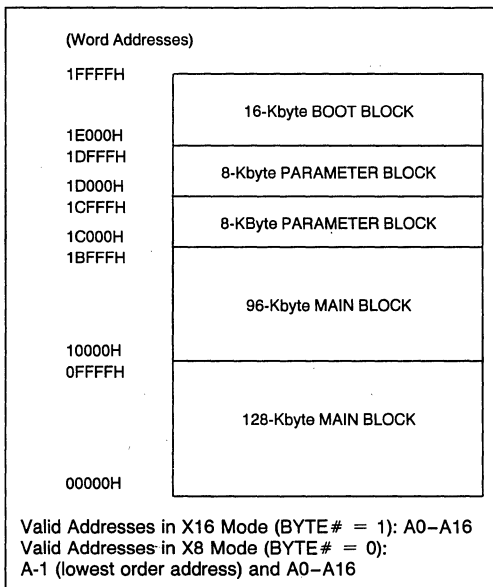 (Word Addresses)
1FFFFH
16-Kbyte BOOT BLOCK
1E000H
1DFFFH
8-Kbyte PARAMETER BLOCK
1D000H
1CFFFH
8-KByte PARAMETER BLOCK
1C000H
1BFFFH
96-Kbyte MAIN BLOCK
10000H
0FFFFH
128-Kbyte MAIN BLOCK
00000H
Valid Addresses in X16 Mode (BYTE# = 1): A0–A16
Valid Addresses in X8 Mode (BYTE# = 0):
A-1 (lowest order address) and A0–A16